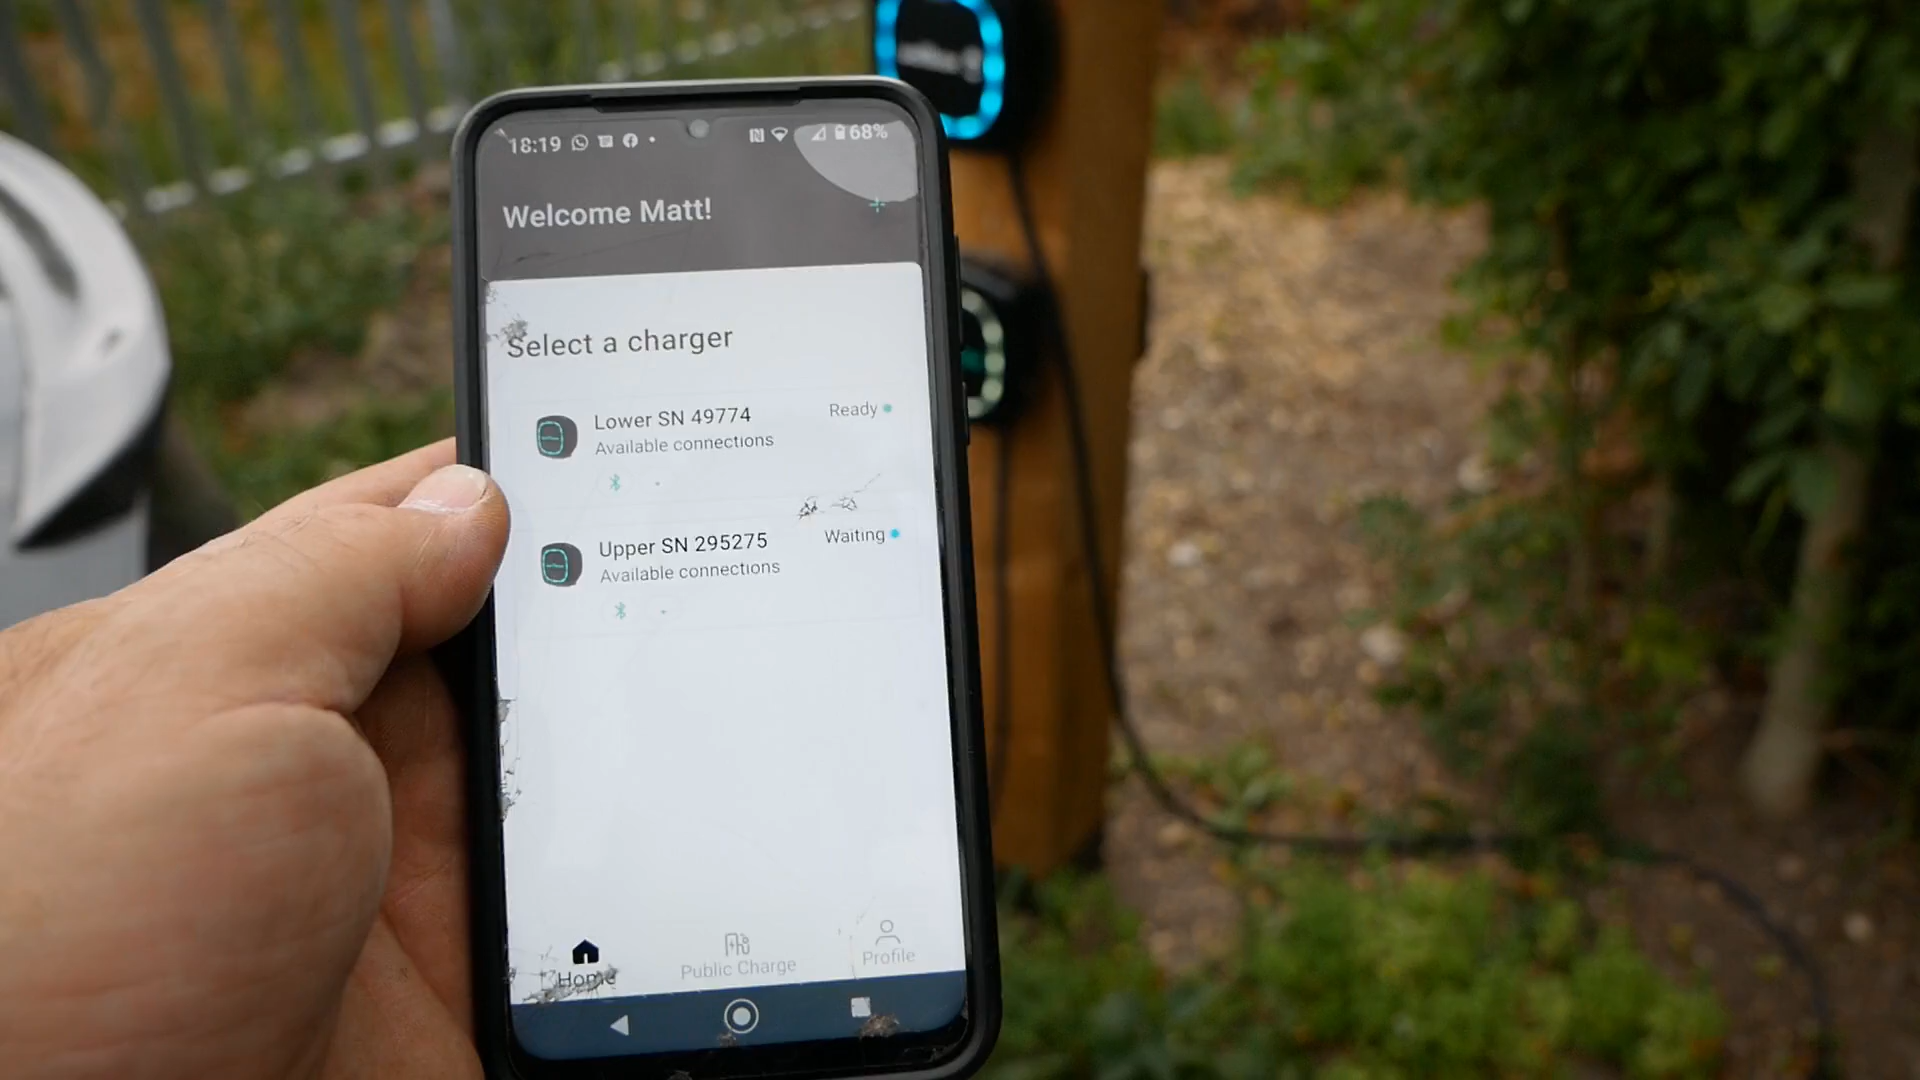 18:19
68%
Welcome Matt!
+
Select a charger
Lower SN 49774
Ready
Available connections
Upper SN 295275
Waiting
Available connections
Home
Public Charge
Profile